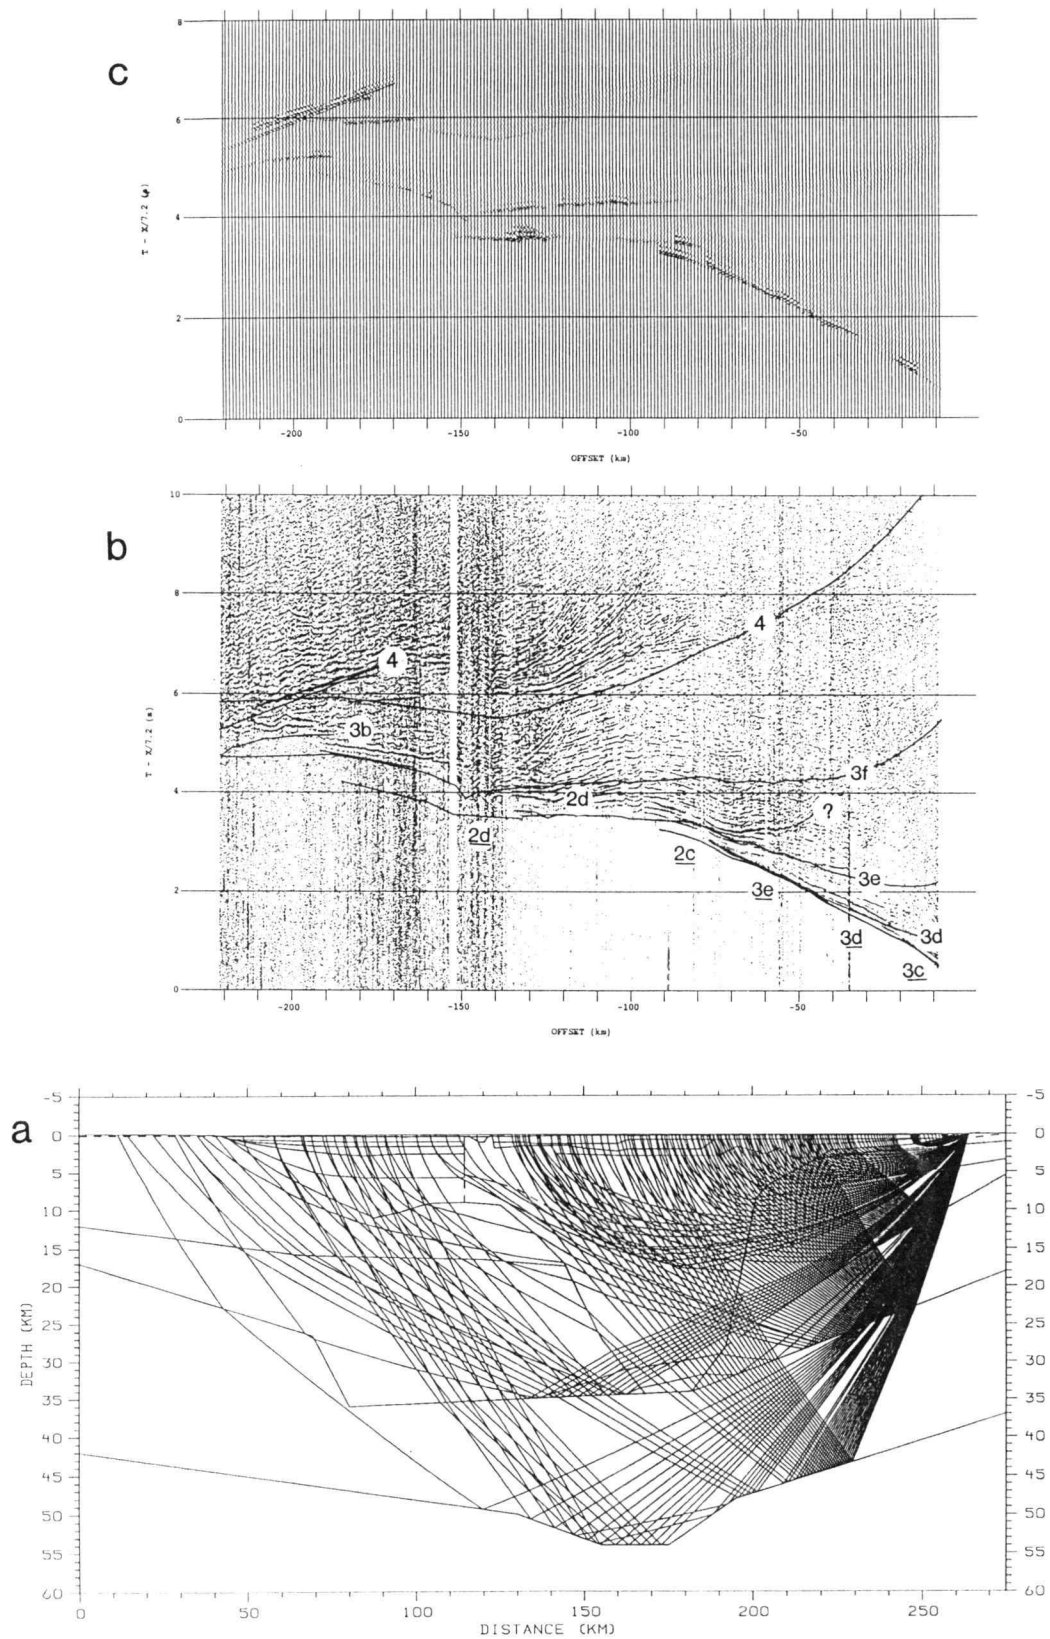 c
8
6
4
2
0
T - X/7.2 (s)
-200 -150 -100 -50
OFFSET (km)
b
10
8
6
4
2
0
T - X/7.2 (s)
4
4
3b
3f
2d
?
2d
2c
3e
3e
3d
3d
3c
-200 -150 -100 -50
OFFSET (km)
a
-5 -5
0 0
5 5
10 10
15 15
20 20
25 25
30 30
35 35
40 40
45 45
50 50
55 55
60 60
DEPTH (KM)
0 50 100 150 200 250
DISTANCE (KM)